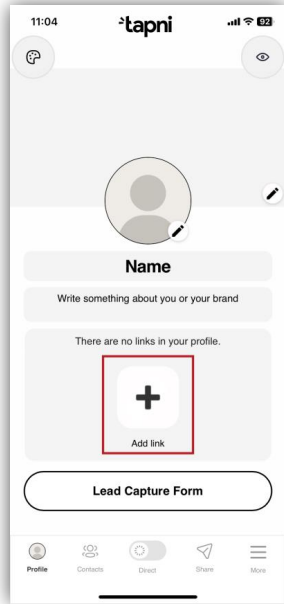 11:04
92
tapni
Name
Write something about you or your brand
There are no links in your profile.
Add link
Lead Capture Form
Profile
Contacts
Direct
Share
More